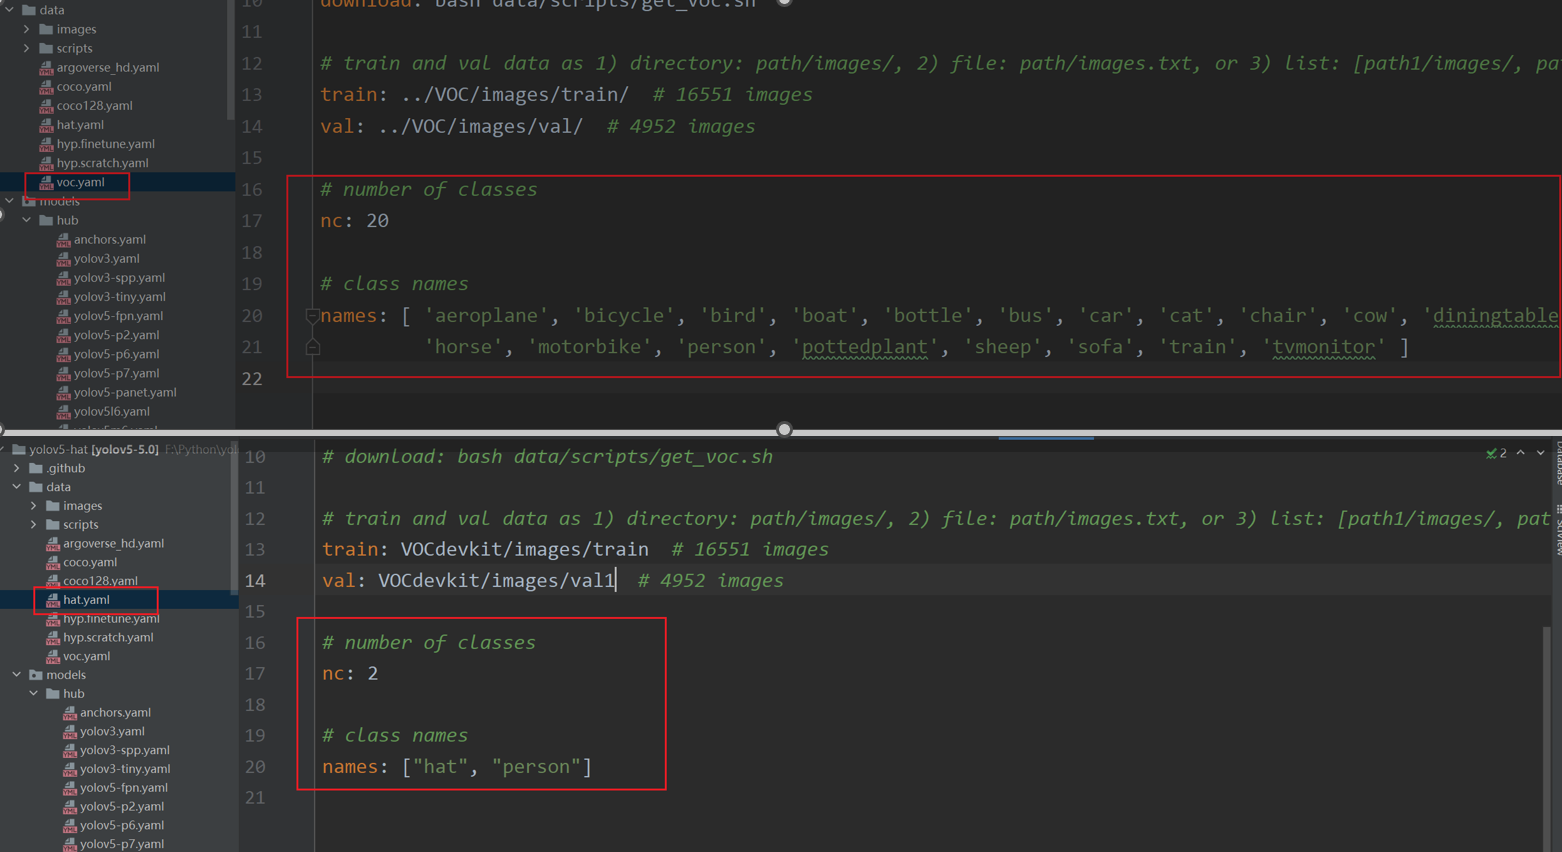 data
images
scripts
argoverse_hd.yaml
coco.yaml
coco128.yaml
hat.yaml
hyp.finetune.yaml
hyp.scratch.yaml
voc.yaml
models
hub
anchors.yaml
yolov3.yaml
yolov3-spp.yaml
yolov3-tiny.yaml
yolov5-fpn.yaml
yolov5-p2.yaml
yolov5-p6.yaml
yolov5-p7.yaml
yolov5-panet.yaml
yolov5l6.yaml
10 download: bash data/scripts/get_voc.sh
11
12 # train and val data as 1) directory: path/images/, 2) file: path/images.txt, or 3) list: [path1/images/, pa
13 train: ../VOC/images/train/  # 16551 images
14 val: ../VOC/images/val/  # 4952 images
15
16 # number of classes
17 nc: 20
18
19 # class names
20 names: [ 'aeroplane', 'bicycle', 'bird', 'boat', 'bottle', 'bus', 'car', 'cat', 'chair', 'cow', 'diningtable
21 'horse', 'motorbike', 'person', 'pottedplant', 'sheep', 'sofa', 'train', 'tvmonitor' ]
22
yolov5-hat [yolov5-5.0] F:\Python\yol
.github
data
images
scripts
argoverse_hd.yaml
coco.yaml
coco128.yaml
hat.yaml
hyp.finetune.yaml
hyp.scratch.yaml
voc.yaml
models
hub
anchors.yaml
yolov3.yaml
yolov3-spp.yaml
yolov3-tiny.yaml
yolov5-fpn.yaml
yolov5-p2.yaml
yolov5-p6.yaml
yolov5-p7.yaml
10 # download: bash data/scripts/get_voc.sh
11
12 # train and val data as 1) directory: path/images/, 2) file: path/images.txt, or 3) list: [path1/images/, pat
13 train: VOCdevkit/images/train  # 16551 images
14 val: VOCdevkit/images/val1  # 4952 images
15
16 # number of classes
17 nc: 2
18
19 # class names
20 names: ["hat", "person"]
21
2
Database
SciView